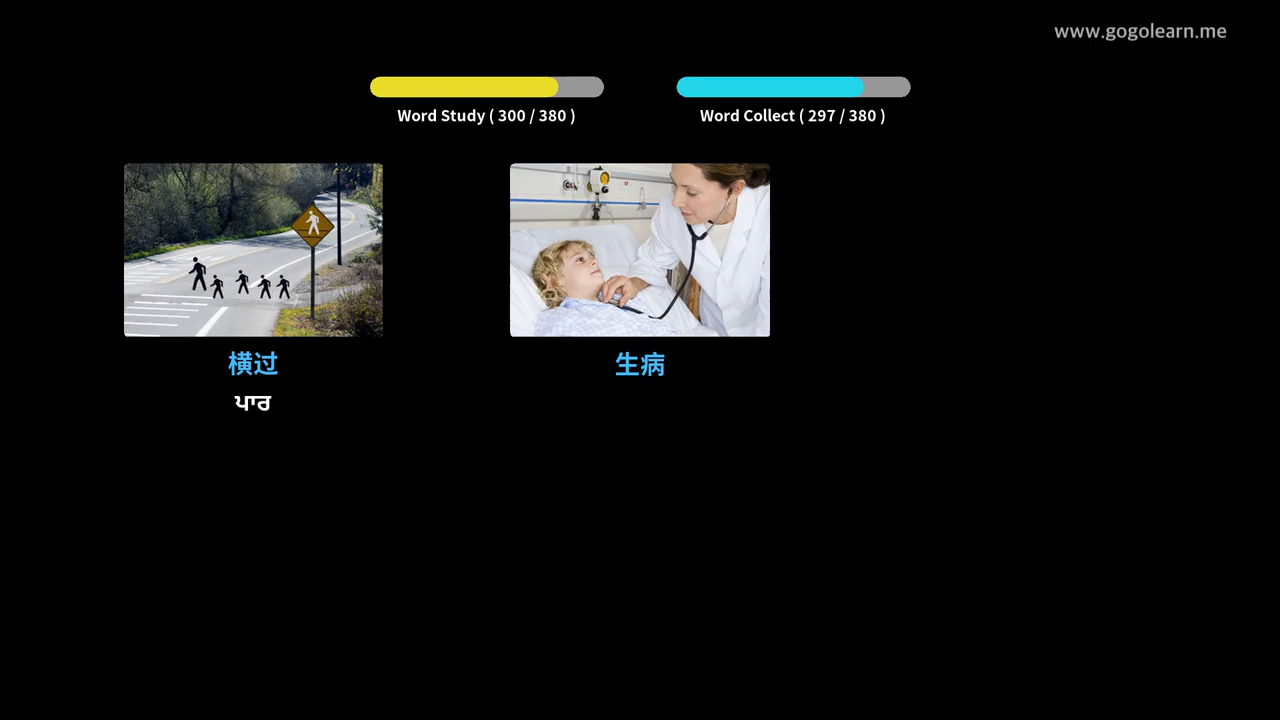 www.gogolearn.me
Word Study ( 300 / 380 )
Word Collect ( 297 / 380 )
横过
生病
ਪਾਰ